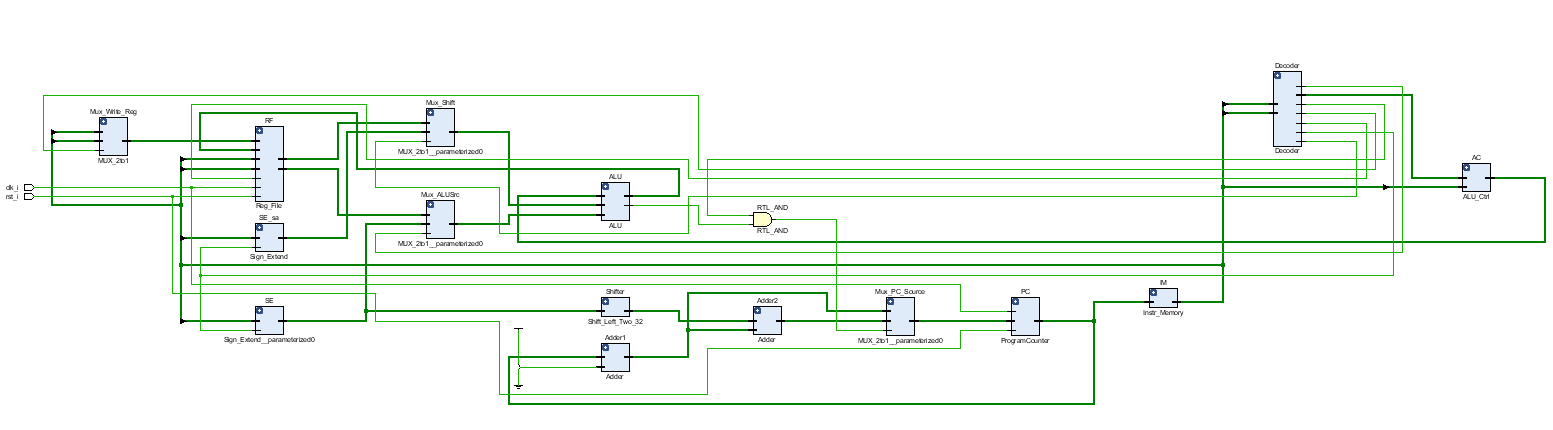 Decoder
Decoder
Mux_Shift
MUX_2to1__parameterized0
Mux_Write_Reg
MUX_2to1
RF
Reg_File
AC
ALU_Ctrl
ALU
ALU
clk_i
rst_i
Mux_ALUSrc
MUX_2to1__parameterized0
RTL_AND
RTL_AND
SE_sa
Sign_Extend
IM
Instr_Memory
Shifter
Shift_Left_Two_32
Mux_PC_Source
MUX_2to1__parameterized0
PC
ProgramCounter
SE
Sign_Extend__parameterized0
Adder2
Adder
Adder1
Adder